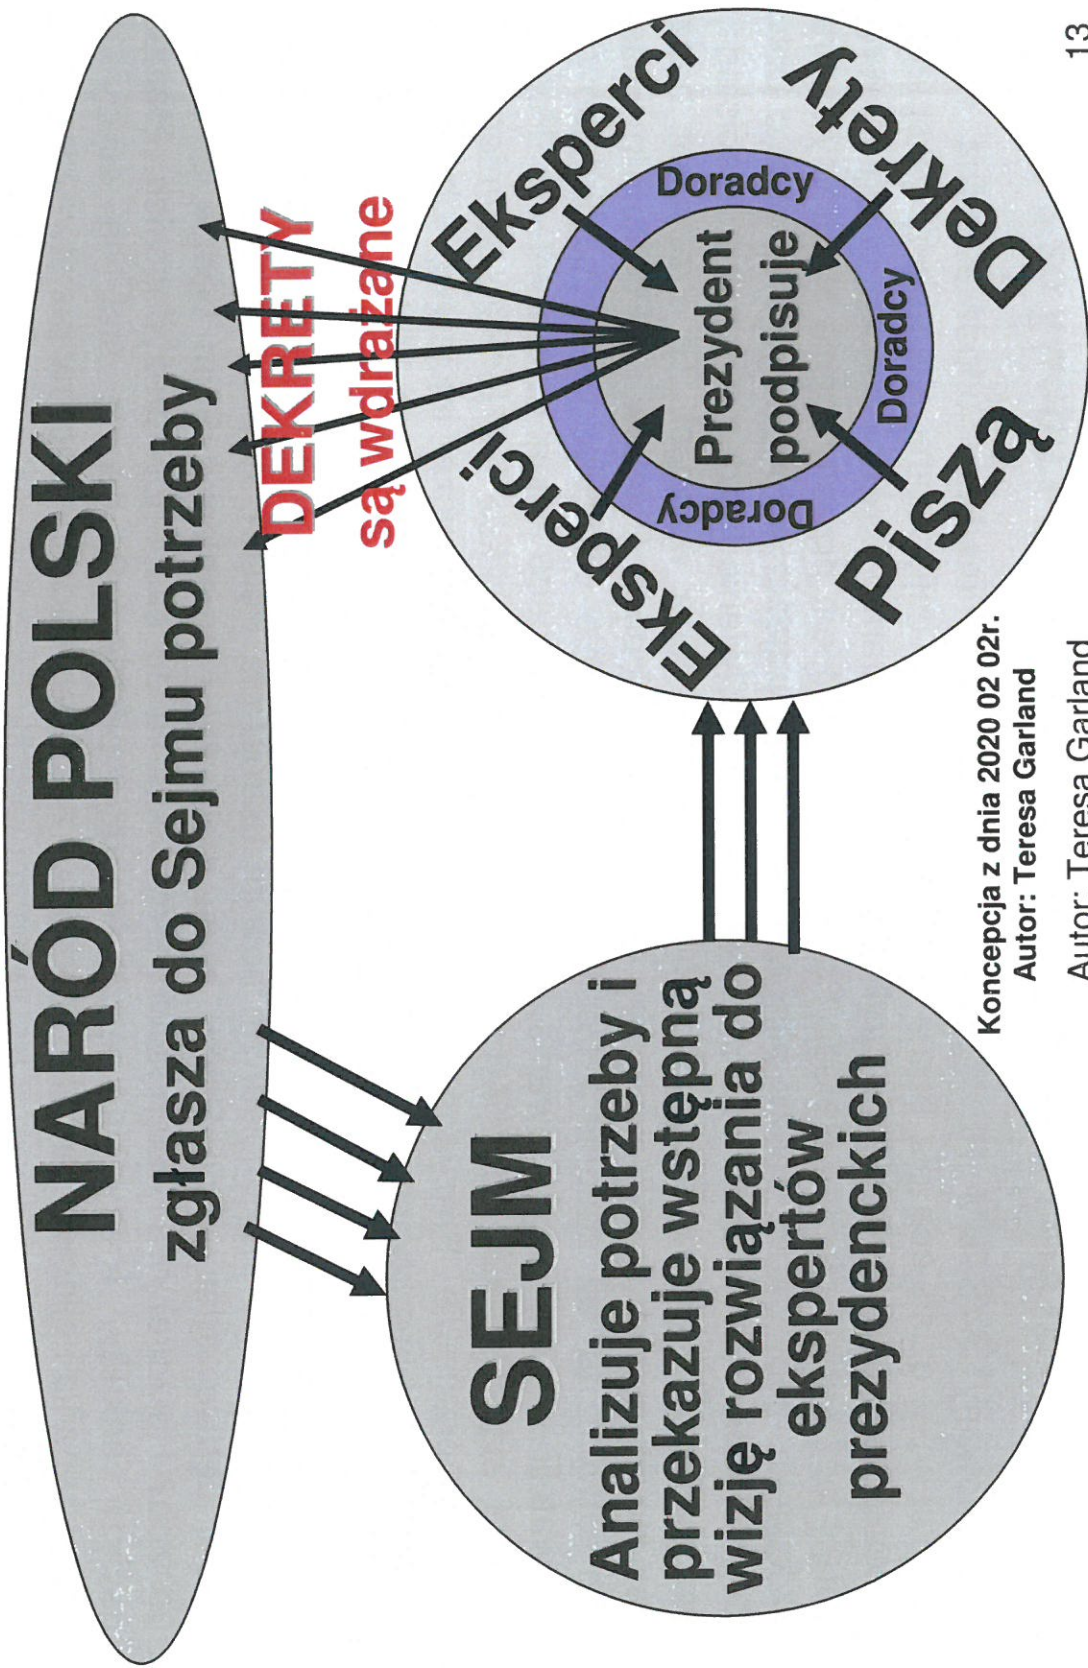 NARÓD POLSKI
zgłasza do Sejmu potrzeby
DEKRETY
są wdrażane
SEJM
Analizuje potrzeby i
przekazuje wstępną
wizję rozwiązania do
ekspertów
prezydenckich
Eksperci
Eksperci
Piszą
Dekrety
Doradcy
Doradcy
Doradcy
Prezydent
podpisuje
Koncepcja z dnia 2020 02 02r.
Autor: Teresa Garland
Autor: Teresa Garland
13